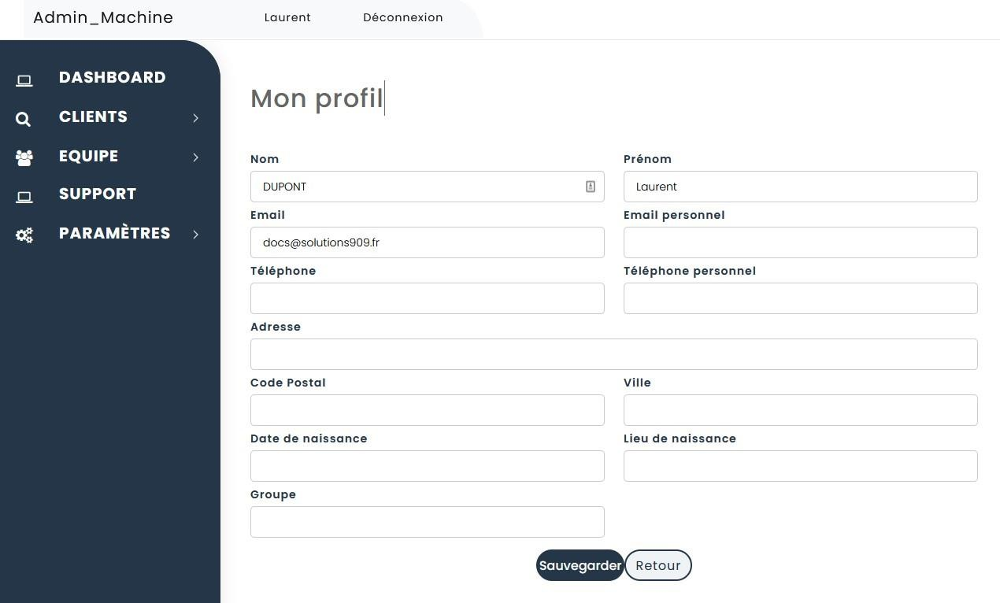 Admin_Machine Laurent Déconnexion
DASHBOARD
CLIENTS
EQUIPE
SUPPORT
PARAMÈTRES
Mon profil
Nom Prénom
DUPONT Laurent
Email Email personnel
docs@solutions909.fr
Téléphone Téléphone personnel
Adresse
Code Postal Ville
Date de naissance Lieu de naissance
Groupe
Sauvegarder Retour